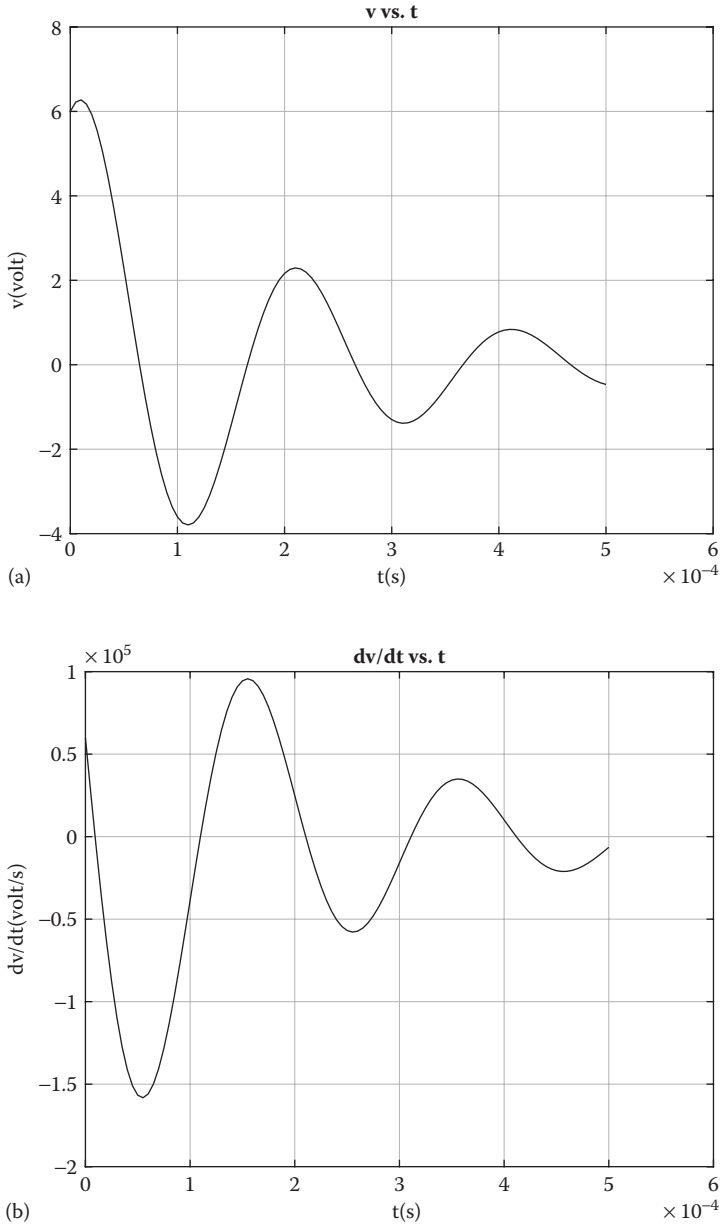 v vs. t
8
6
4
2
0
−2
−4
v(volt)
0 1 2 3 4 5 6
t(s)
× 10−4
(a)
× 10⁵
dv/dt vs. t
1
0.5
0
−0.5
−1
−1.5
−2
dv/dt(volt/s)
0 1 2 3 4 5 6
t(s)
× 10−4
(b)